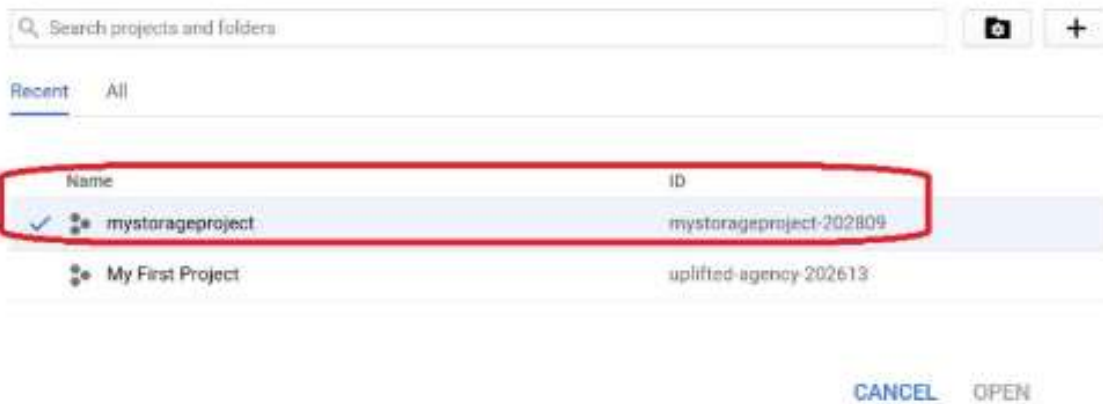 Search projects and folders
Recent All
Name ID
mystorageproject mystorageproject-202809
My First Project uplifted-agency-202613
CANCEL OPEN